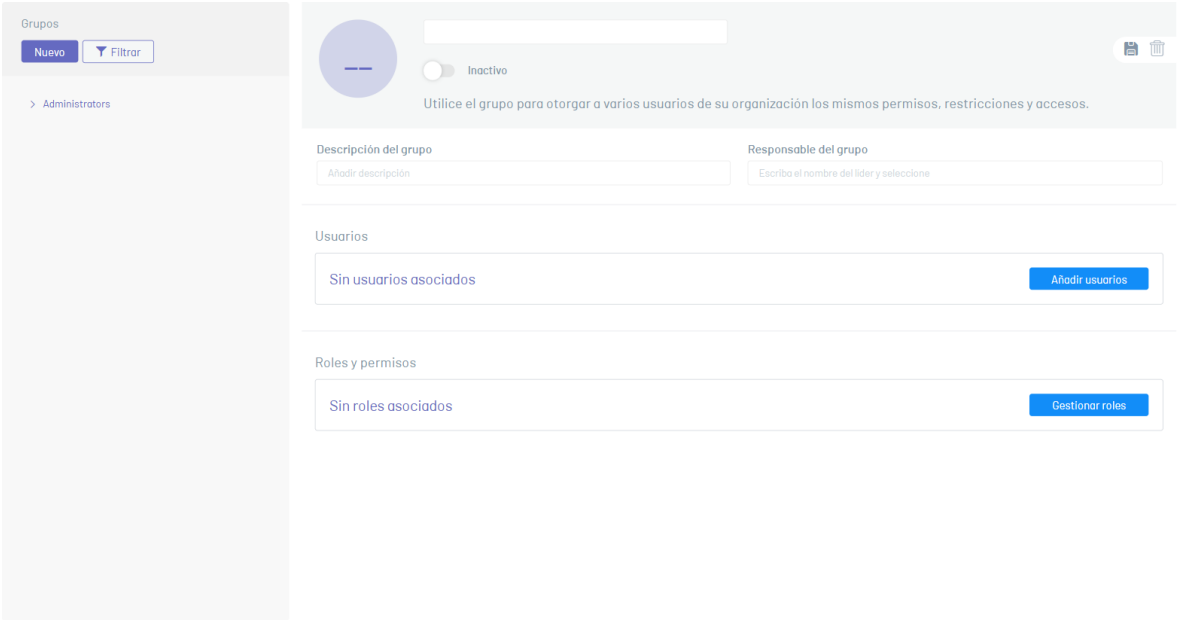 Grupos
Nuevo
Filtrar
Administrators
Inactivo
Utilice el grupo para otorgar a varios usuarios de su organización los mismos permisos, restricciones y accesos.
Descripción del grupo
Responsable del grupo
Añadir descripción
Escriba el nombre del líder y seleccione
Usuarios
Sin usuarios asociados
Añadir usuarios
Roles y permisos
Sin roles asociados
Gestionar roles